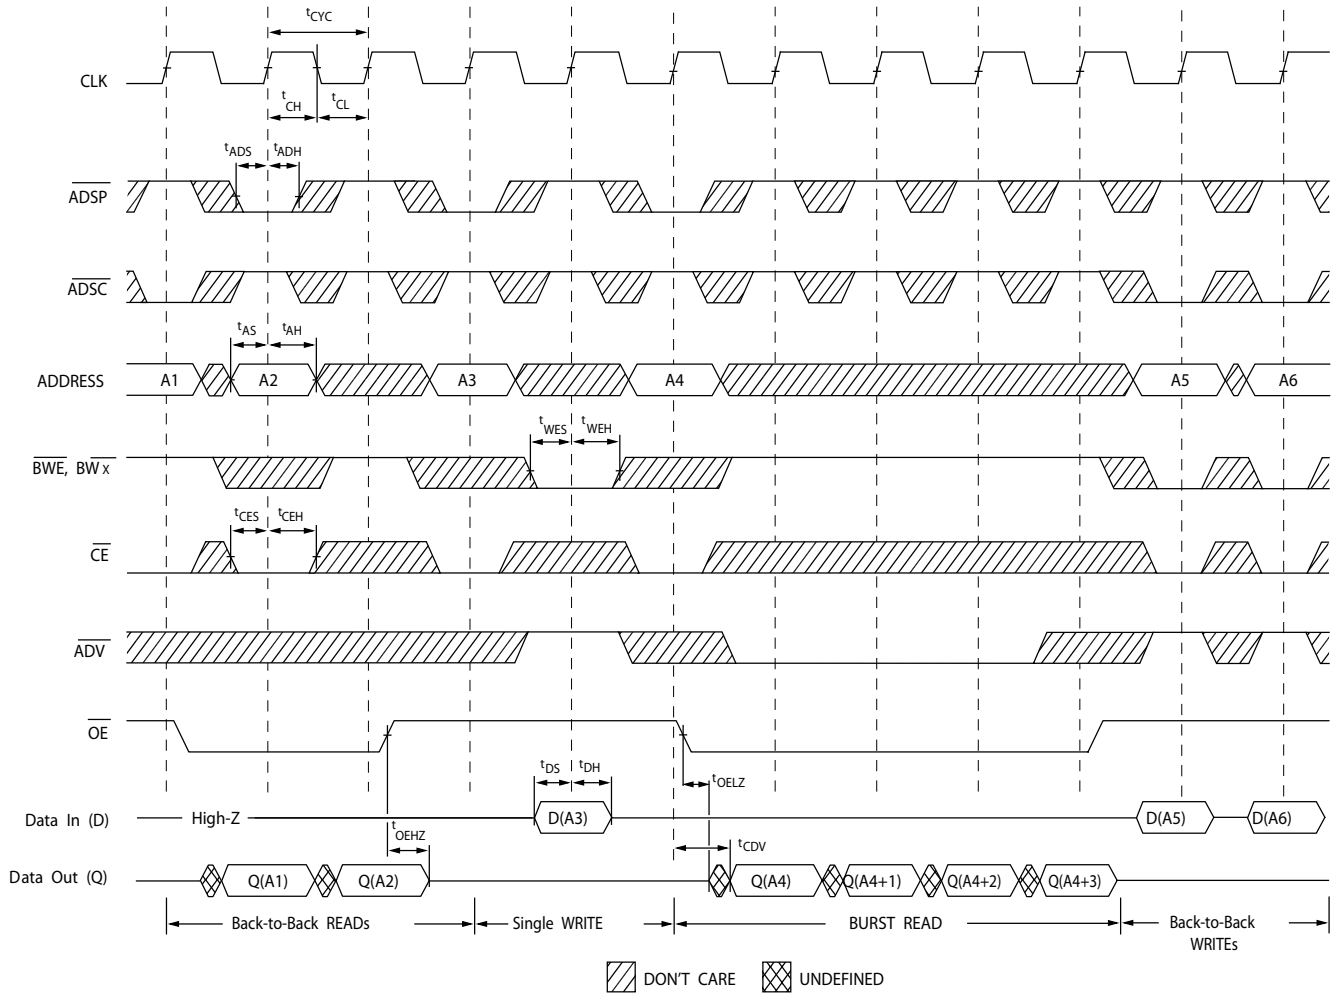 tCYC
CLK
tCH tCL
tADS tADH
ADSP
ADSC
tAS tAH
ADDRESS A1 A2 A3 A4 A5 A6
tWES tWEH
BWE, BW x
tCES tCEH
CE
ADV
OE
tDS tDH tOELZ
Data In (D) High-Z D(A3) D(A5) D(A6)
tOEHZ tCDV
Data Out (Q) Q(A1) Q(A2) Q(A4) Q(A4+1) Q(A4+2) Q(A4+3)
Back-to-Back READs Single WRITE BURST READ Back-to-Back
WRITEs
DON'T CARE UNDEFINED